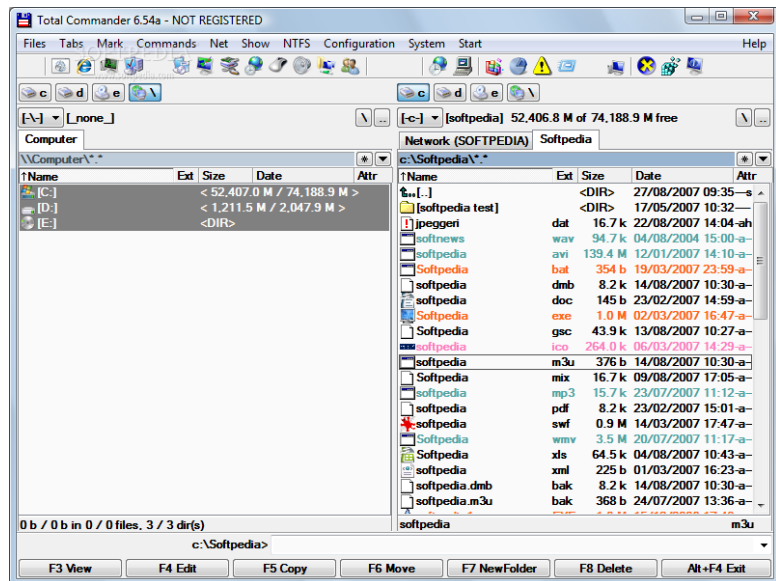 Total Commander 6.54a - NOT REGISTERED
Files Tabs Mark Commands Net Show NTFS Configuration System Start Help
SOFTPEDIA
c d e \ c d e \
[-\-] [_none_] \ .. [-c-] [softpedia] 52,406.8 M of 74,188.9 M free \ ..
Computer Network (SOFTPEDIA) Softpedia
\\Computer\*.* * c:\Softpedia\*.* *
↑Name Ext Size Date Attr ↑Name Ext Size Date Attr
[C:] < 52,407.0 M / 74,188.9 M > [..] <DIR> 27/08/2007 09:35 —s
[D:] < 1,211.5 M / 2,047.9 M > [softpedia test] <DIR> 17/05/2007 10:32 —
[E:] <DIR> jpeggeri dat 16.7 k 22/08/2007 14:04 -ah
softnews wav 94.7 k 04/08/2004 15:00 -a--
softpedia avi 139.4 M 12/01/2007 14:10 -a--
Softpedia bat 354 b 19/03/2007 23:59 -a--
softpedia dmb 8.2 k 14/08/2007 10:30 -a--
softpedia doc 145 b 23/02/2007 14:59 -a--
Softpedia exe 1.0 M 02/03/2007 16:47 -a--
Softpedia gsc 43.9 k 13/08/2007 10:27 -a--
softpedia ico 264.0 k 06/03/2007 14:29 -a--
softpedia m3u 376 b 14/08/2007 10:30 -a--
Softpedia mix 16.7 k 09/08/2007 17:05 -a--
softpedia mp3 15.7 k 23/07/2007 11:12 -a--
softpedia pdf 8.2 k 23/02/2007 15:01 -a--
softpedia swf 0.9 M 14/03/2007 17:47 -a--
Softpedia wmv 3.5 M 20/07/2007 11:17 -a--
Softpedia xls 64.5 k 04/08/2007 10:43 -a--
softpedia xml 225 b 01/03/2007 16:23 -a--
softpedia.dmb bak 8.2 k 14/08/2007 10:30 -a--
softpedia.m3u bak 368 b 24/07/2007 13:36 -a--
0 b / 0 b in 0 / 0 files, 3 / 3 dir(s) softpedia m3u
c:\Softpedia>
F3 View F4 Edit F5 Copy F6 Move F7 NewFolder F8 Delete Alt+F4 Exit